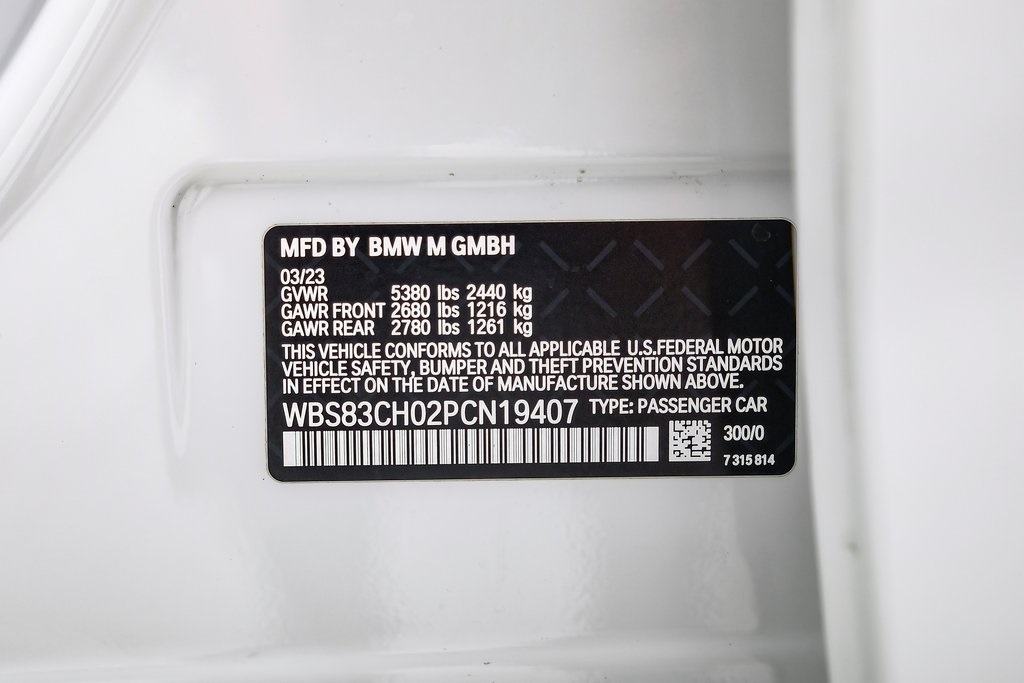 MFD BY BMW M GMBH
03/23
GVWR 5380 lbs 2440 kg
GAWR FRONT 2680 lbs 1216 kg
GAWR REAR 2780 lbs 1261 kg
THIS VEHICLE CONFORMS TO ALL APPLICABLE U.S.FEDERAL MOTOR
VEHICLE SAFETY, BUMPER AND THEFT PREVENTION STANDARDS
IN EFFECT ON THE DATE OF MANUFACTURE SHOWN ABOVE.
WBS83CH02PCN19407 TYPE: PASSENGER CAR
300/0
7 315 814